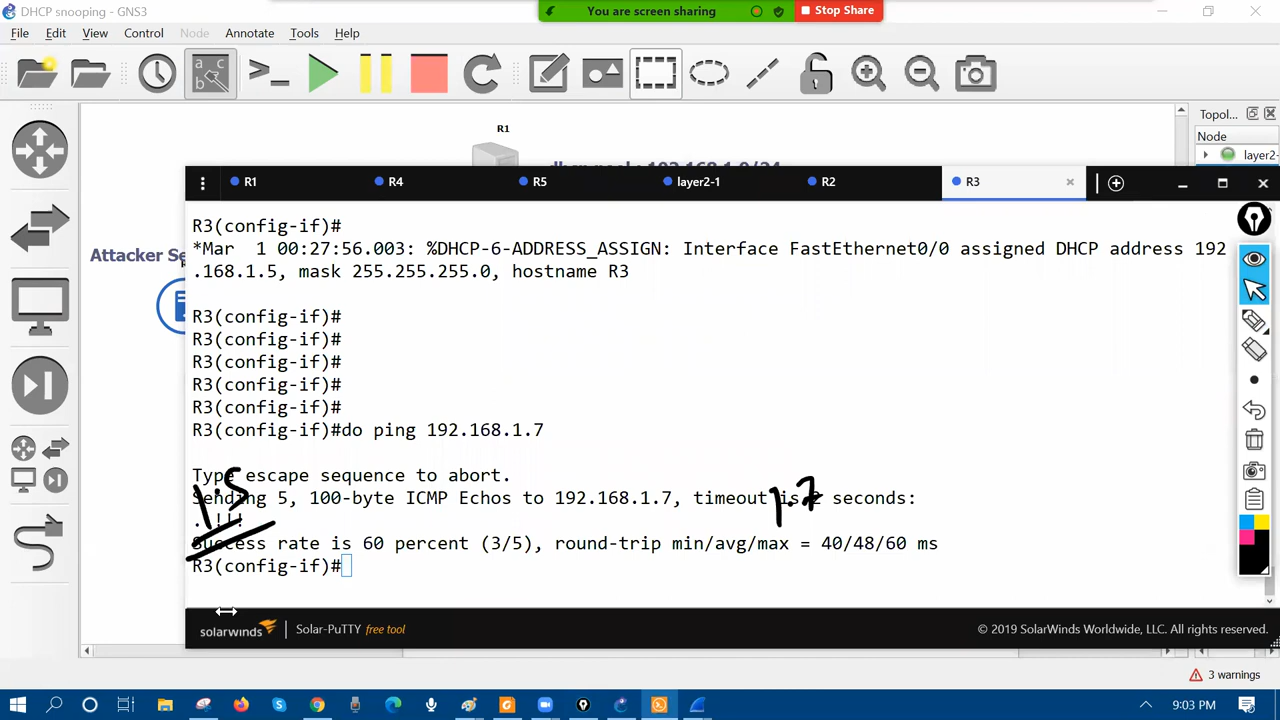 DHCP snooping - GNS3
You are screen sharing
Stop Share
File Edit View Control Node Annotate Tools Help
R1
Topol...
Node
layer2-
R1 R4 R5 layer2-1 R2 R3
R3(config-if)#
*Mar 1 00:27:56.003: %DHCP-6-ADDRESS_ASSIGN: Interface FastEthernet0/0 assigned DHCP address 192
.168.1.5, mask 255.255.255.0, hostname R3
Attacker Se
R3(config-if)#
R3(config-if)#
R3(config-if)#
R3(config-if)#
R3(config-if)#
R3(config-if)#do ping 192.168.1.7
Type escape sequence to abort.
Sending 5, 100-byte ICMP Echos to 192.168.1.7, timeout is 2 seconds:
1.5
1.7
..!!!
Success rate is 60 percent (3/5), round-trip min/avg/max = 40/48/60 ms
R3(config-if)#
solarwinds Solar-PuTTY free tool © 2019 SolarWinds Worldwide, LLC. All rights reserved.
3 warnings
9:03 PM